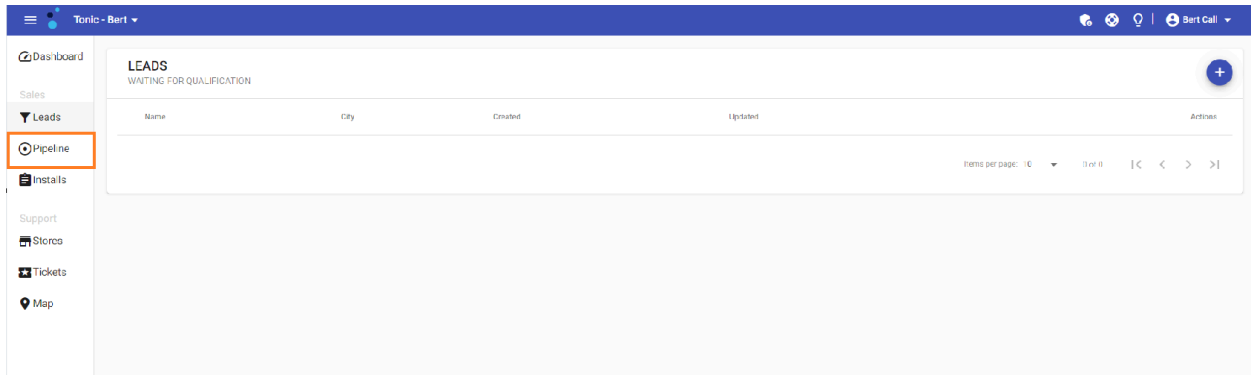 Tonic - Bert
Bert Call
Dashboard
Sales
Leads
Pipeline
Installs
Support
Stores
Tickets
Map
LEADS
WAITING FOR QUALIFICATION
Name City Created Updated Actions
Items per page: 10 0 of 0